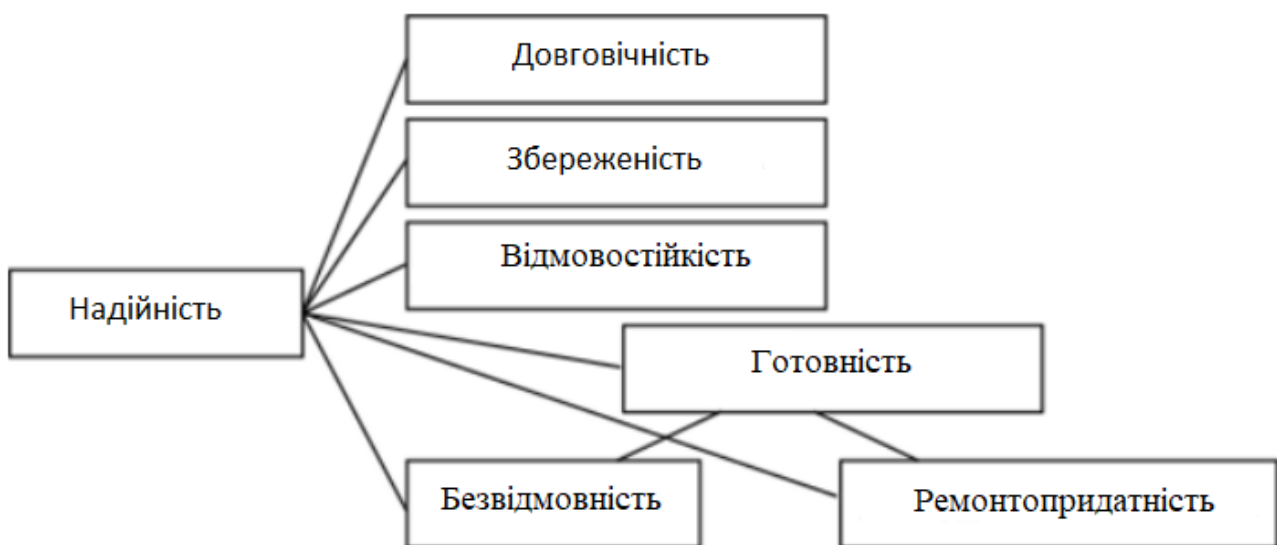 Довговічність
Збереженість
Відмовостійкість
Надійність
Готовність
Безвідмовність
Ремонтопридатність